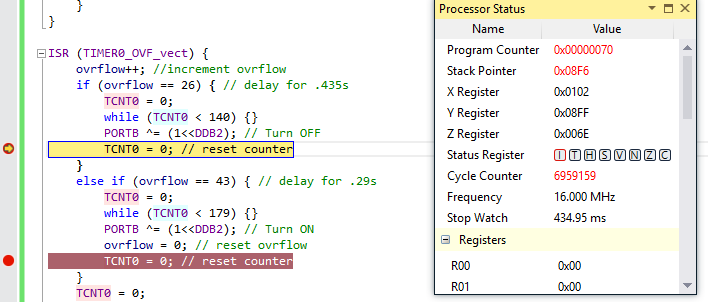 }
}
ISR (TIMER0_OVF_vect) {
ovrflow++; //increment ovrflow
if (ovrflow == 26) { // delay for .435s
TCNT0 = 0;
while (TCNT0 < 140) {}
PORTB ^= (1<<DDB2); // Turn OFF
TCNT0 = 0; // reset counter
}
else if (ovrflow == 43) { // delay for .29s
TCNT0 = 0;
while (TCNT0 < 179) {}
PORTB ^= (1<<DDB2); // Turn ON
ovrflow = 0; // reset ovrflow
TCNT0 = 0; // reset counter
}
TCNT0 = 0;
Processor Status
Name Value
Program Counter 0x00000070
Stack Pointer 0x08F6
X Register 0x0102
Y Register 0x08FF
Z Register 0x006E
Status Register I T H S V N Z C
Cycle Counter 6959159
Frequency 16.000 MHz
Stop Watch 434.95 ms
Registers
R00 0x00
R01 0x00